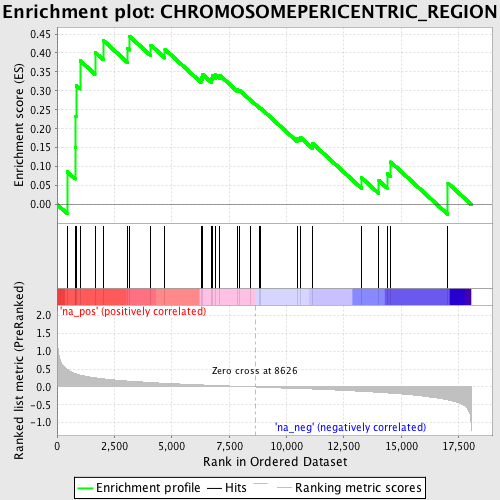 Enrichment plot: CHROMOSOMEPERICENTRIC_REGION
Enrichment score (ES)
0.45
0.40
0.35
0.30
0.25
0.20
0.15
0.10
0.05
0.00
'na_pos' (positively correlated)
Ranked list metric (PreRanked)
2.0
1.5
1.0
0.5
0.0
-0.5
-1.0
Zero cross at 8626
'na_neg' (negatively correlated)
0 2,500 5,000 7,500 10,000 12,500 15,000 17,500
Rank in Ordered Dataset
Enrichment profile Hits Ranking metric scores